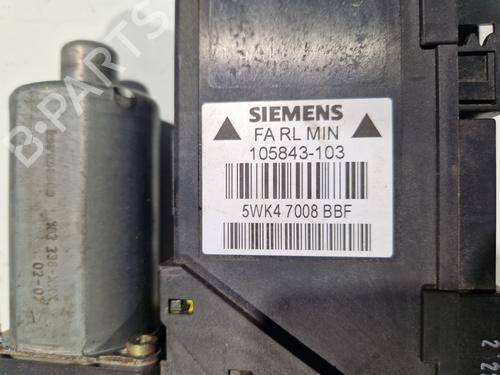 SIEMENS
FA RL MIN
105843-103
5WK4 7008 BBF
B-PARTS
02-07